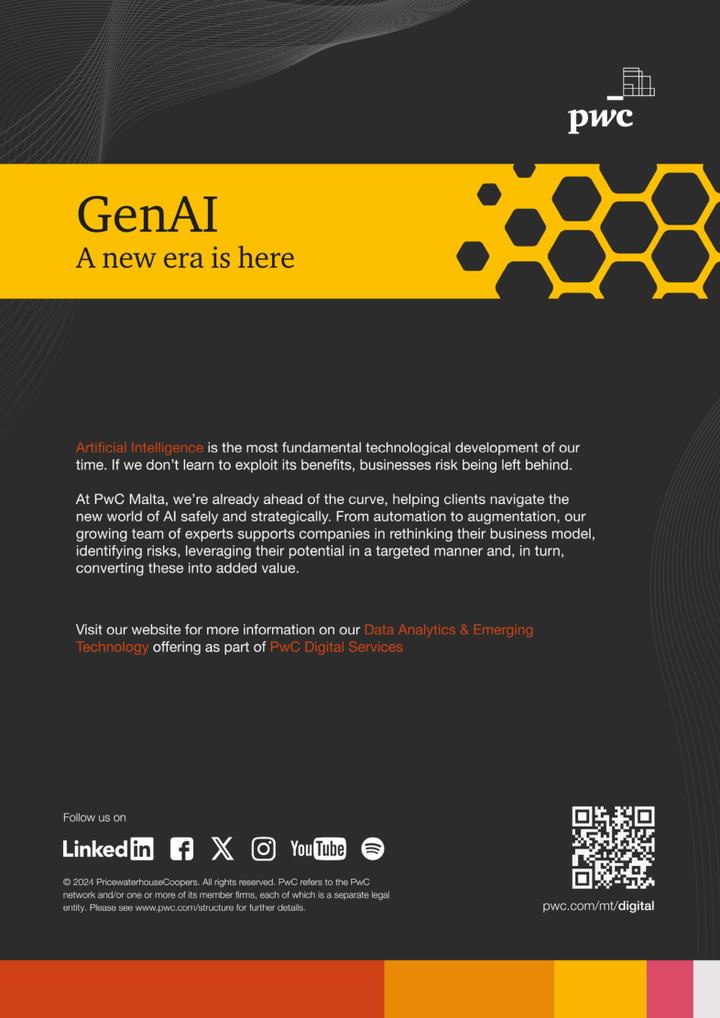 pwc
GenAI
A new era is here
Artificial Intelligence is the most fundamental technological development of our
time. If we don’t learn to exploit its benefits, businesses risk being left behind.
At PwC Malta, we’re already ahead of the curve, helping clients navigate the
new world of AI safely and strategically. From automation to augmentation, our
growing team of experts supports companies in rethinking their business model,
identifying risks, leveraging their potential in a targeted manner and, in turn,
converting these into added value.
Visit our website for more information on our Data Analytics & Emerging
Technology offering as part of PwC Digital Services
Follow us on
LinkedIn YouTube
© 2024 PricewaterhouseCoopers. All rights reserved. PwC refers to the PwC
network and/or one or more of its member firms, each of which is a separate legal
entity. Please see www.pwc.com/structure for further details.
pwc.com/mt/digital